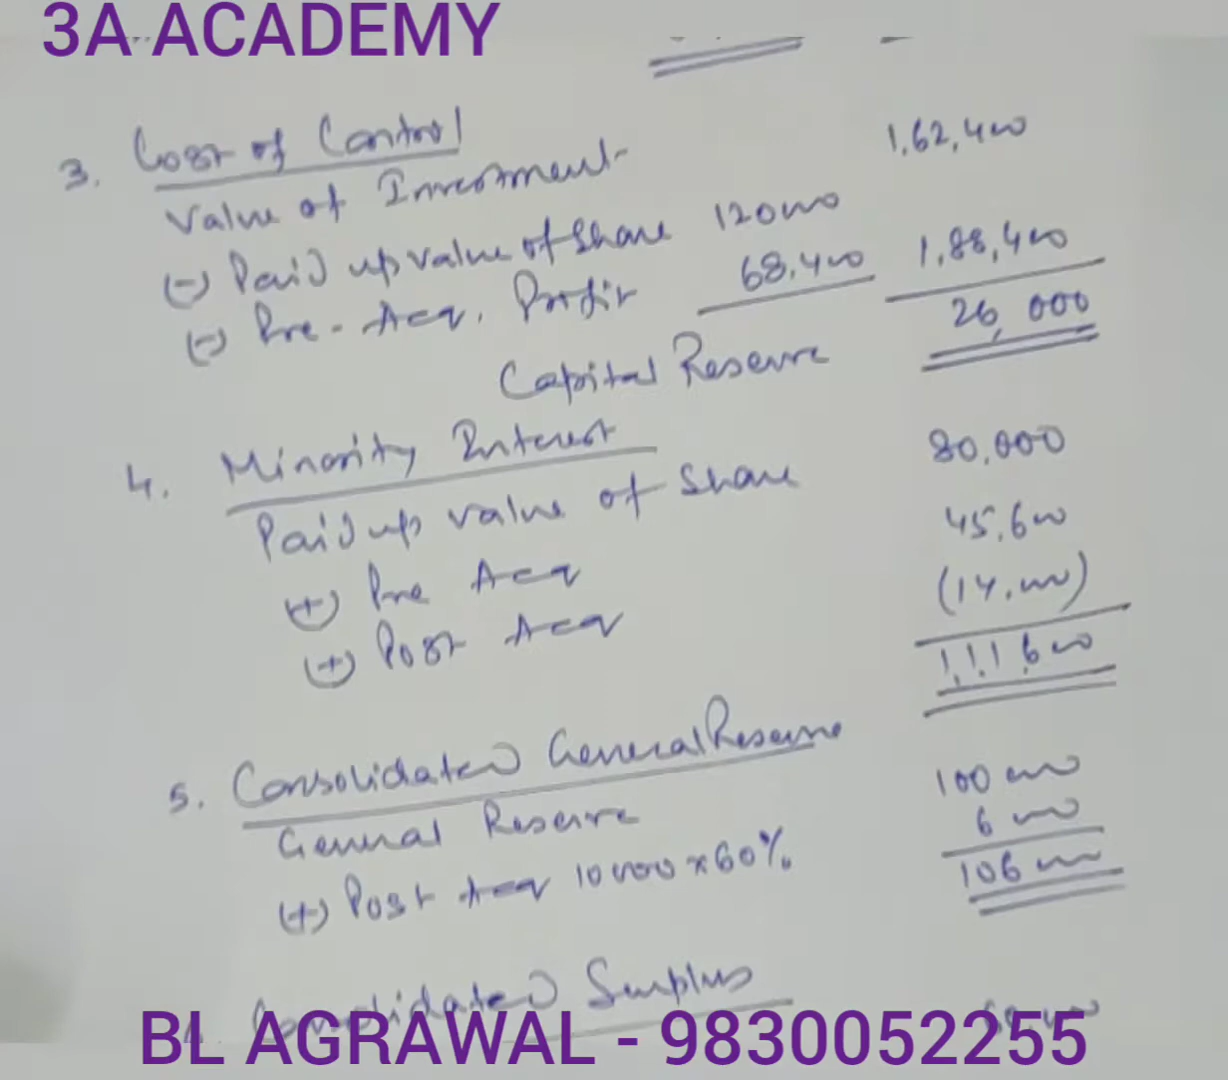 3A ACADEMY
3. Cost of Control
Value of Investment 1,62,400
(-) Paid up value of Share 120000
(-) Pre-Acq. Profit 68,400 1,88,400
Capital Reserve 26,000
4. Minority Interest
Paid up value of Share 80,000
(+) Pre Acq 45,600
(+) Post Acq (14,000)
1,11,600
5. Consolidated General Reserve
General Reserve 100000
(+) Post Acq 10000 x 60% 6000
106000
Consolidated Surplus
BL AGRAWAL - 9830052255